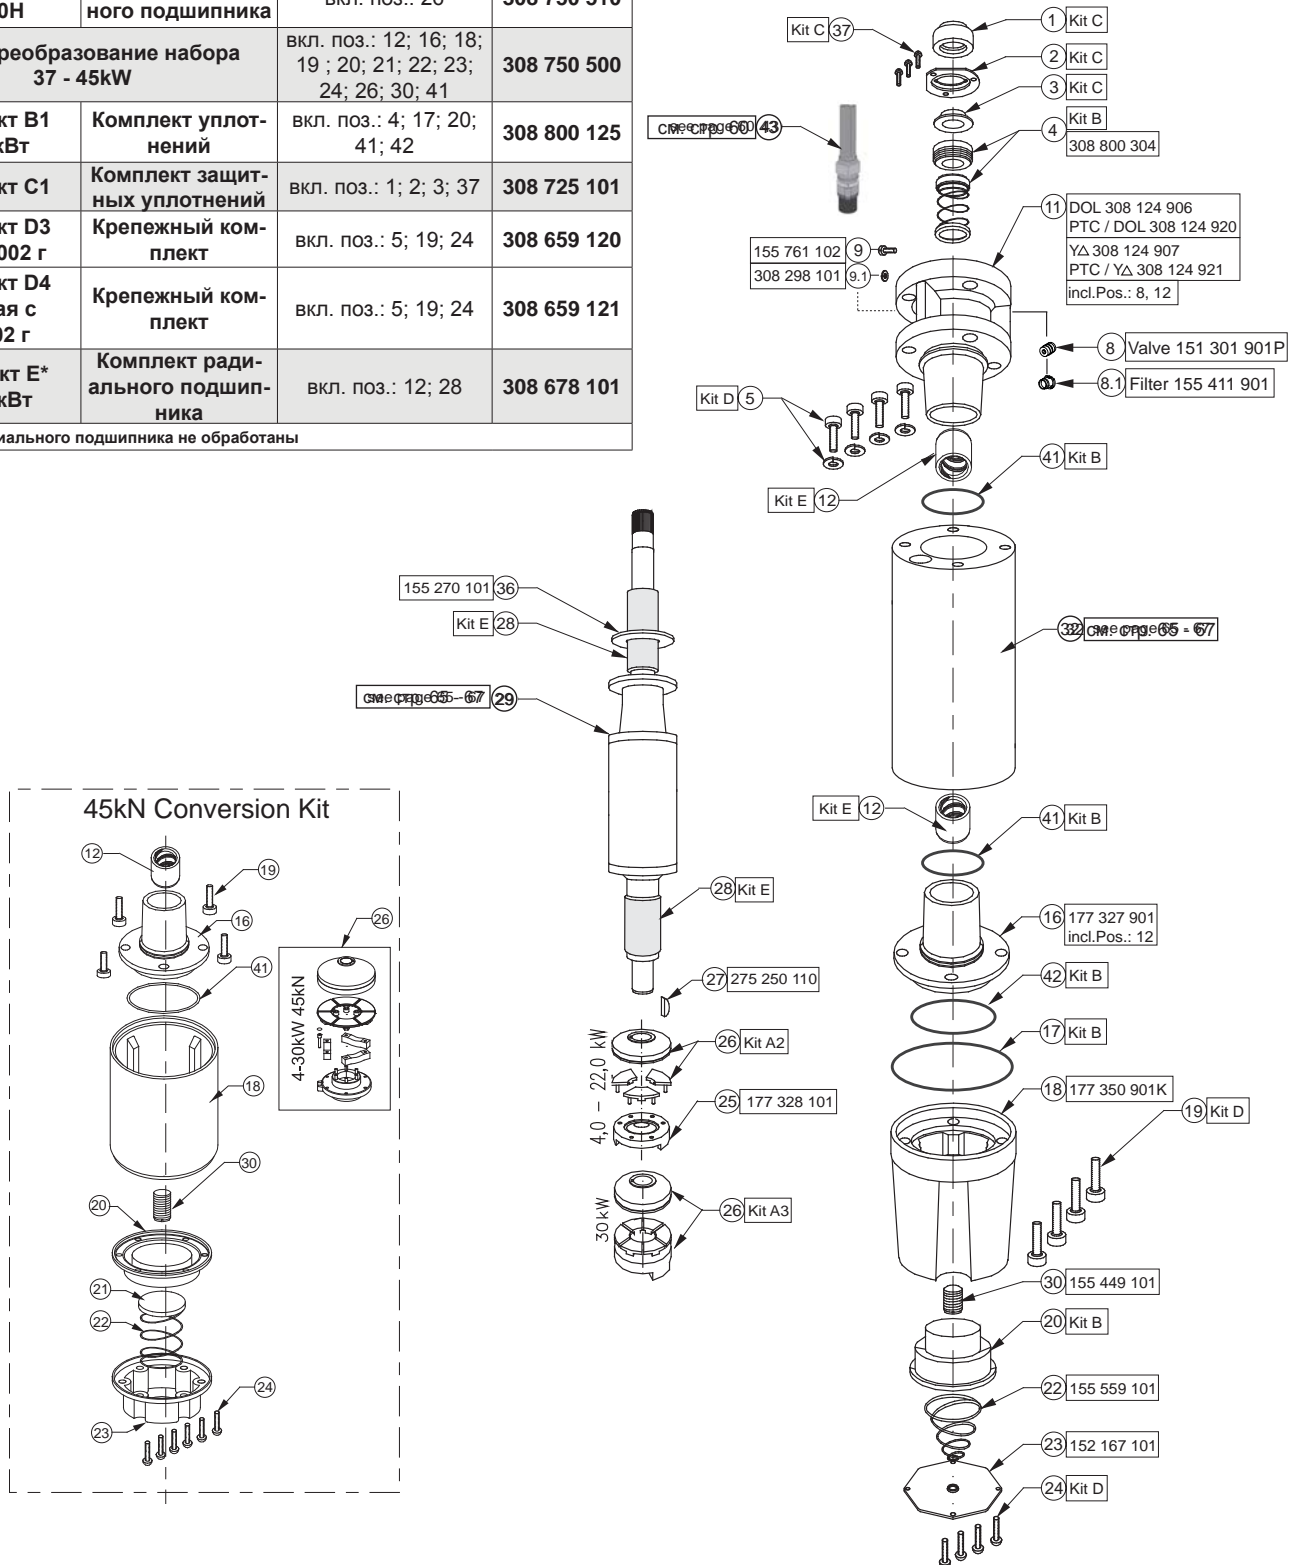 ного подшипника
308 750 510
реобразование набора
37 - 45kW
вкл. поз.: 12; 16; 18;
19 ; 20; 21; 22; 23;
24; 26; 30; 41
308 750 500
кт B1
кВт
Комплект уплот-
нений
вкл. поз.: 4; 17; 20;
41; 42
308 800 125
кт C1
Комплект защит-
ных уплотнений
вкл. поз.: 1; 2; 3; 37
308 725 101
кт D3
002 г
Крепежный ком-
плект
вкл. поз.: 5; 19; 24
308 659 120
кт D4
ая с
02 г
Крепежный ком-
плект
вкл. поз.: 5; 19; 24
308 659 121
кт E*
кВт
Комплект ради-
ального подшип-
ника
вкл. поз.: 12; 28
308 678 101
иального подшипника не обработаны
Kit C 37
1 Kit C
2 Kit C
3 Kit C
4 Kit B
308 800 304
см. стр. 60 43
11 DOL 308 124 906
PTC / DOL 308 124 920
Y∆ 308 124 907
PTC / Y∆ 308 124 921
incl.Pos.: 8, 12
155 761 102 9
308 298 101 9.1
8 Valve 151 301 901P
8.1 Filter 155 411 901
Kit D 5
41 Kit B
Kit E 12
155 270 101 36
Kit E 28
32 см. стр. 65 - 67
см. стр. 65 - 67 29
Kit E 12
41 Kit B
28 Kit E
16 177 327 901
incl.Pos.: 12
27 275 250 110
42 Kit B
17 Kit B
4,0 - 22,0 kW
26 Kit A2
25 177 328 101
18 177 350 901K
19 Kit D
30 kW
26 Kit A3
30 155 449 101
20 Kit B
22 155 559 101
23 152 167 101
24 Kit D
45kN Conversion Kit
12
19
16
26
41
4-30kW 45kN
18
30
20
21
22
24
23